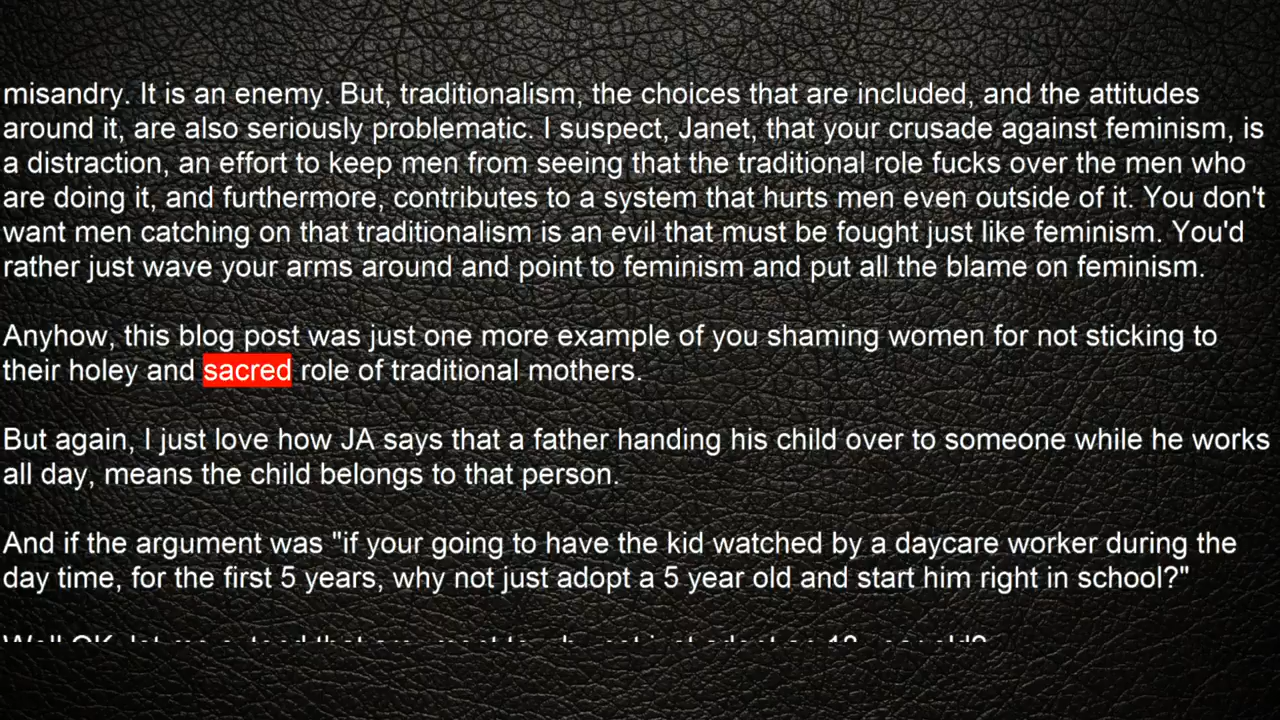 misandry. It is an enemy. But, traditionalism, the choices that are included, and the attitudes
around it, are also seriously problematic. I suspect, Janet, that your crusade against feminism, is
a distraction, an effort to keep men from seeing that the traditional role fucks over the men who
are doing it, and furthermore, contributes to a system that hurts men even outside of it. You don't
want men catching on that traditionalism is an evil that must be fought just like feminism. You'd
rather just wave your arms around and point to feminism and put all the blame on feminism.
Anyhow, this blog post was just one more example of you shaming women for not sticking to
their holey and sacred role of traditional mothers.
But again, I just love how JA says that a father handing his child over to someone while he works
all day, means the child belongs to that person.
And if the argument was "if your going to have the kid watched by a daycare worker during the
day time, for the first 5 years, why not just adopt a 5 year old and start him right in school?"